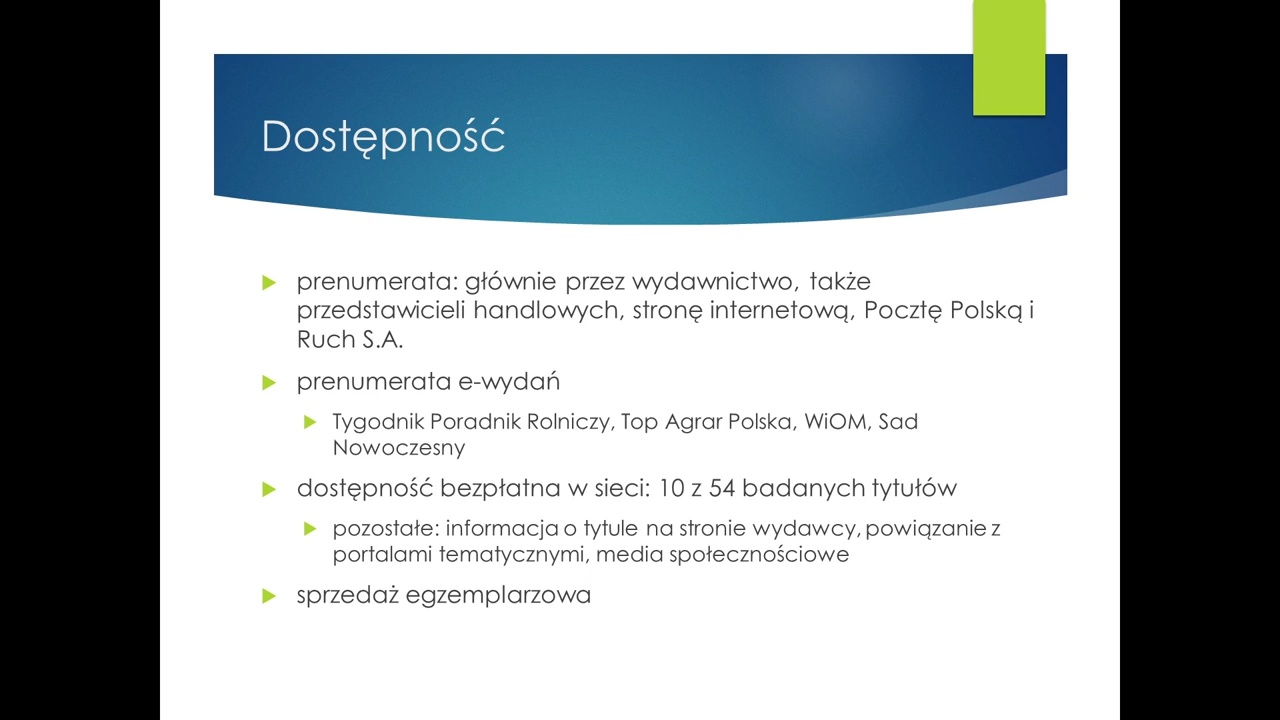 Dostępność
prenumerata: głównie przez wydawnictwo, także
przedstawicieli handlowych, stronę internetową, Pocztę Polską i
Ruch S.A.
prenumerata e-wydań
Tygodnik Poradnik Rolniczy, Top Agrar Polska, WiOM, Sad
Nowoczesny
dostępność bezpłatna w sieci: 10 z 54 badanych tytułów
pozostałe: informacja o tytule na stronie wydawcy, powiązanie z
portalami tematycznymi, media społecznościowe
sprzedaż egzemplarzowa